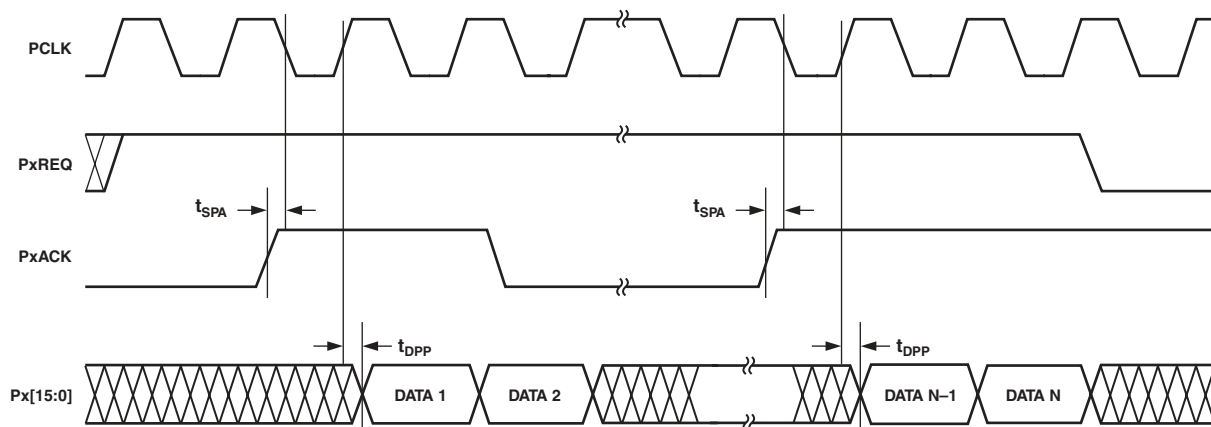 PCLK
PxREQ
tSPA
tSPA
PxACK
tDPP
tDPP
Px[15:0]
DATA 1
DATA 2
DATA N–1
DATA N